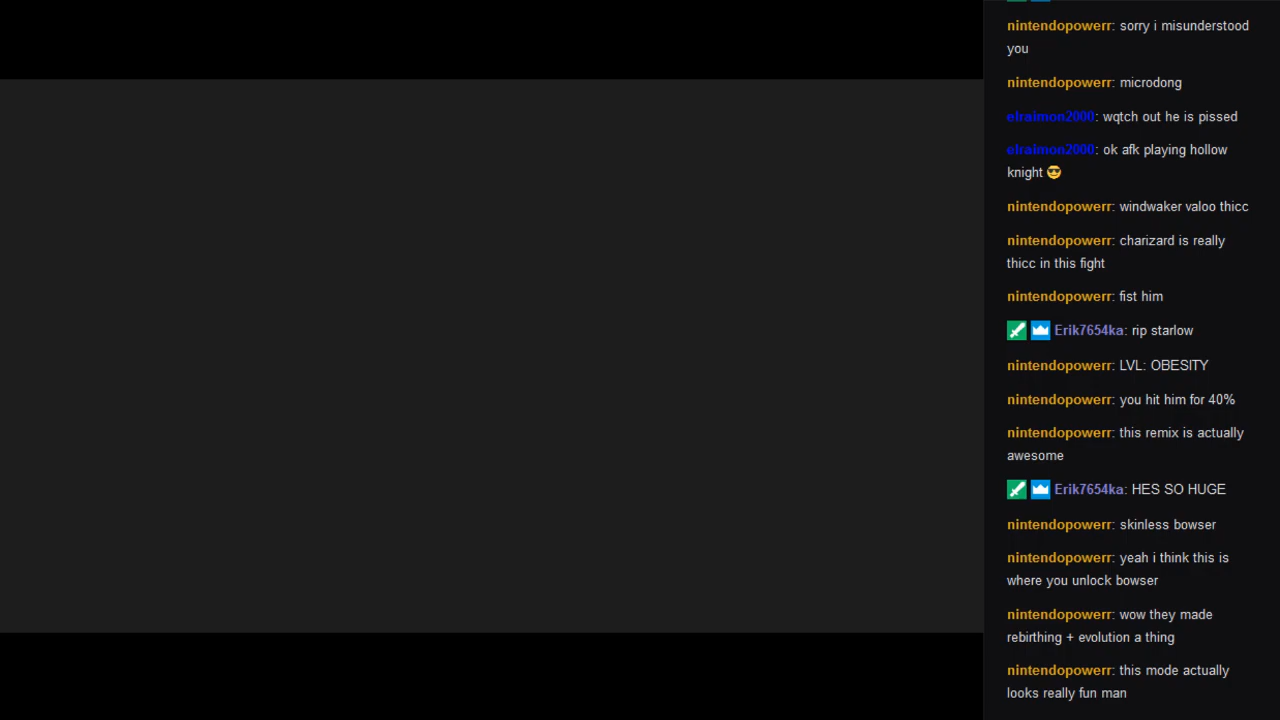 nintendopowerr: sorry i misunderstood
you
nintendopowerr: microdong
elraimon2000: wqtch out he is pissed
elraimon2000: ok afk playing hollow
knight 😎
nintendopowerr: windwaker valoo thicc
nintendopowerr: charizard is really
thicc in this fight
nintendopowerr: fist him
Erik7654ka: rip starlow
nintendopowerr: LVL: OBESITY
nintendopowerr: you hit him for 40%
nintendopowerr: this remix is actually
awesome
Erik7654ka: HES SO HUGE
nintendopowerr: skinless bowser
nintendopowerr: yeah i think this is
where you unlock bowser
nintendopowerr: wow they made
rebirthing + evolution a thing
nintendopowerr: this mode actually
looks really fun man